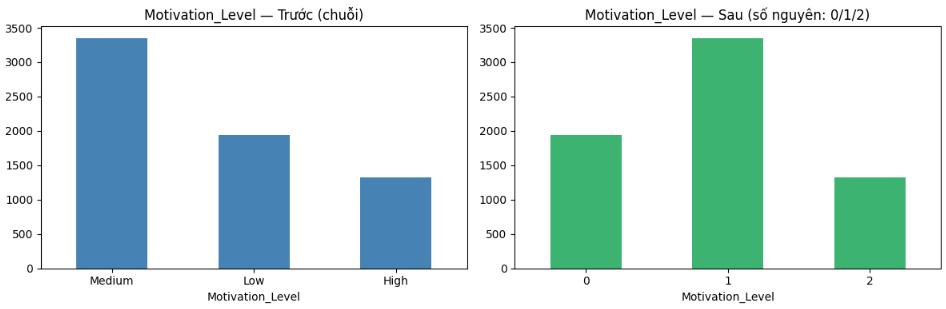 Motivation_Level — Trước (chuỗi)
3500
3000
2500
2000
1500
1000
500
0
Medium Low High
Motivation_Level
Motivation_Level — Sau (số nguyên: 0/1/2)
3500
3000
2500
2000
1500
1000
500
0
0 1 2
Motivation_Level